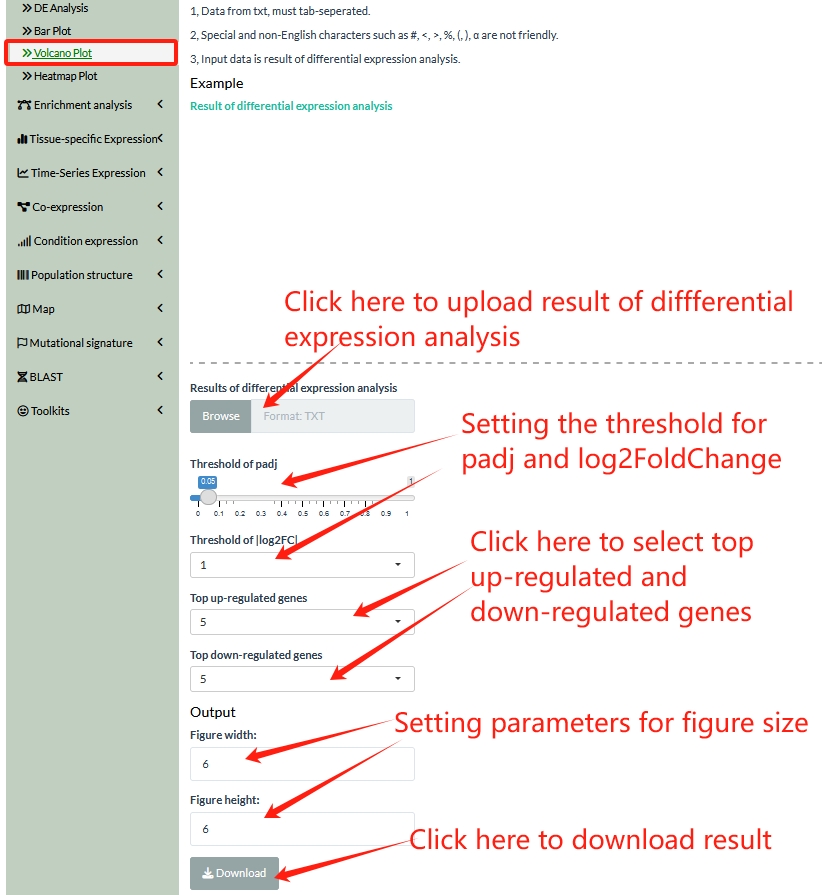 DE Analysis
Bar Plot
Volcano Plot
Heatmap Plot
Enrichment analysis
Tissue-specific Expression
Time-Series Expression
Co-expression
Condition expression
Population structure
Map
Mutational signature
BLAST
Toolkits
1, Data from txt, must tab-seperated.
2, Special and non-English characters such as #, <, >, %, (, ), α are not friendly.
3, Input data is result of differential expression analysis.
Example
Result of differential expression analysis
Click here to upload result of diffferential
expression analysis
Results of differential expression analysis
Browse
Format: TXT
Setting the threshold for
padj and log2FoldChange
Threshold of padj
0.05
1
0 0.1 0.2 0.3 0.4 0.5 0.6 0.7 0.8 0.9 1
Threshold of |log2FC|
1
Click here to select top
up-regulated and
down-regulated genes
Top up-regulated genes
5
Top down-regulated genes
5
Output
Setting parameters for figure size
Figure width:
6
Figure height:
6
Click here to download result
Download